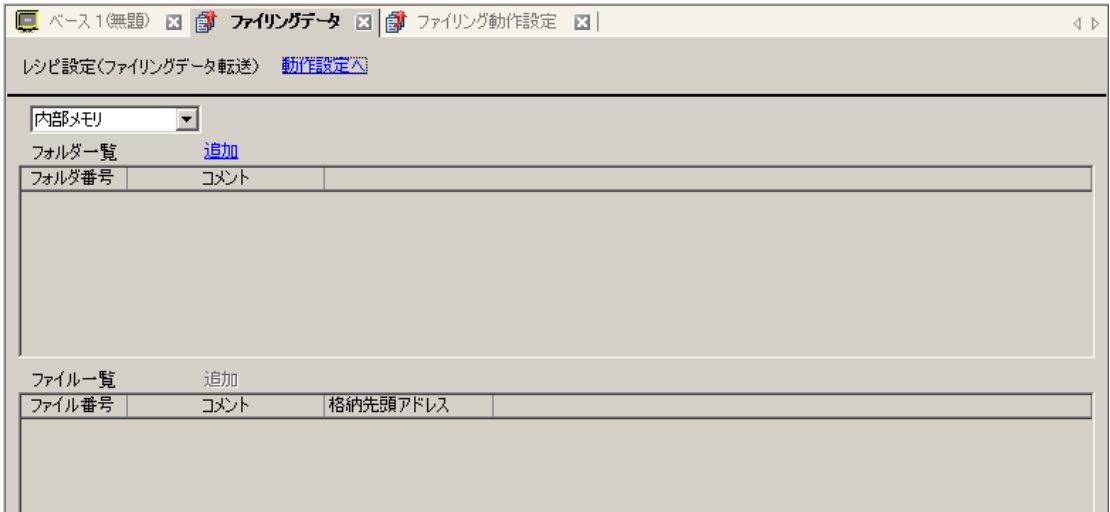 ベース 1(無題) ファイリングデータ ファイリング動作設定
レシピ設定(ファイリングデータ転送) 動作設定へ
内部メモリ
フォルダ一覧 追加
フォルダ番号 コメント
ファイル一覧 追加
ファイル番号 コメント 格納先頭アドレス